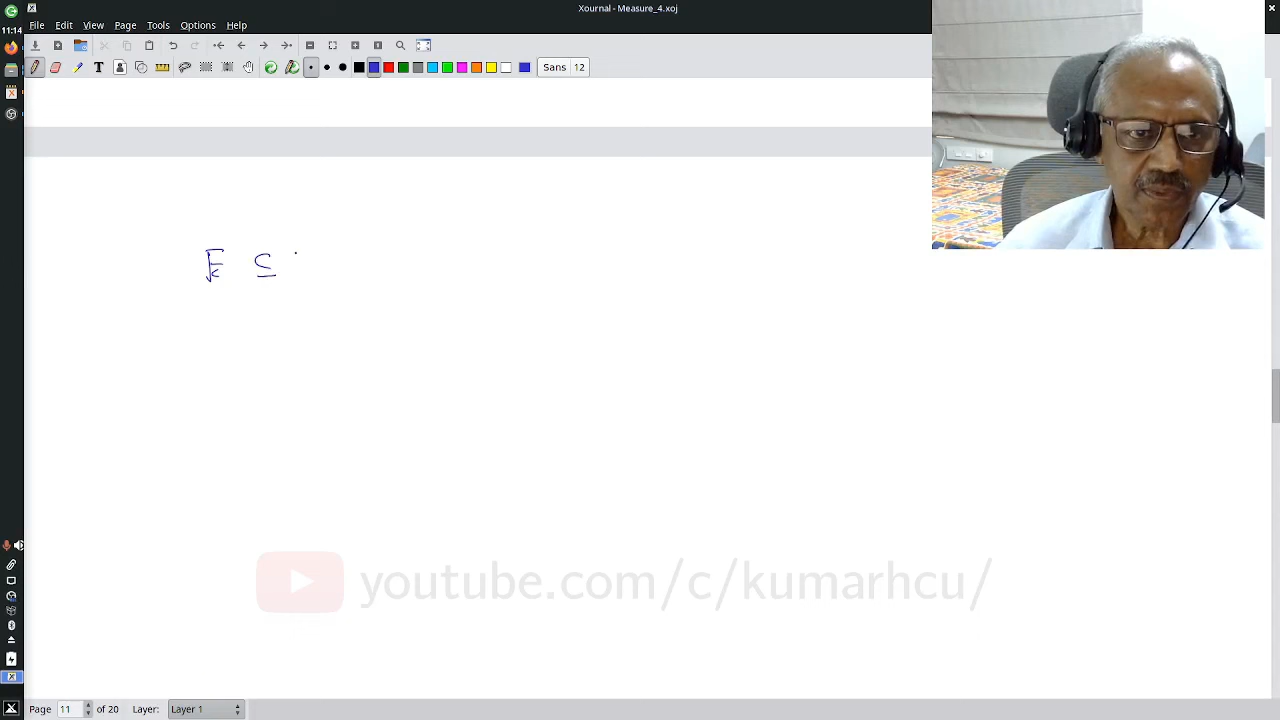 11:14
Xournal - Measure_4.xoj
File Edit View Page Tools Options Help
Sans 12
E ⊆
youtube.com/c/kumarhcu/
Page 11 of 20 Layer: Layer 1